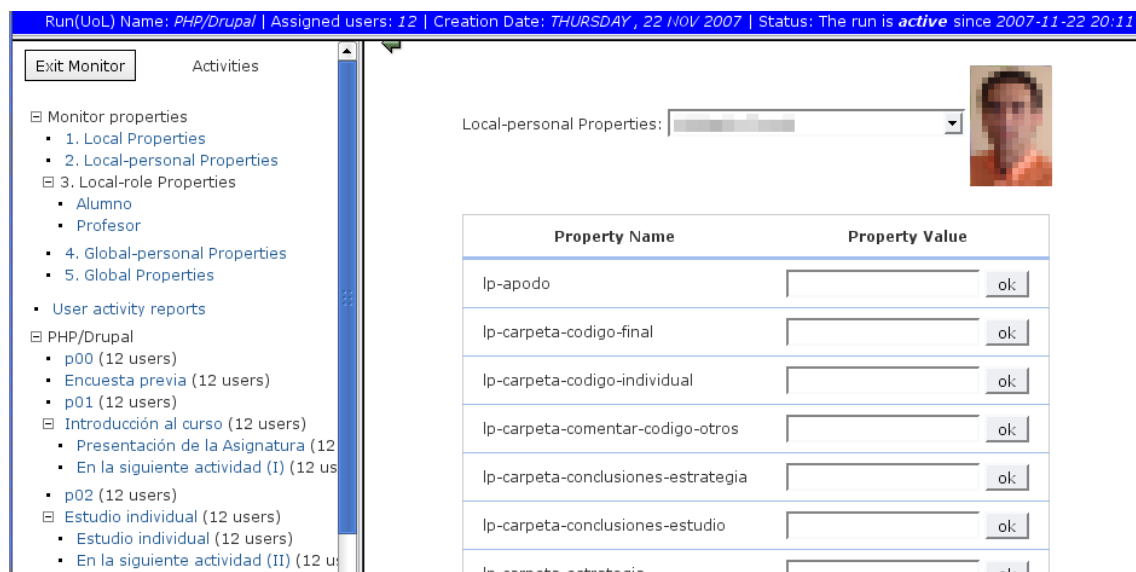 Run(UoL) Name: PHP/Drupal | Assigned users: 12 | Creation Date: THURSDAY , 22 NOV 2007 | Status: The run is active since 2007-11-22 20:11
Exit Monitor
Activities
Monitor properties
1. Local Properties
2. Local-personal Properties
3. Local-role Properties
Alumno
Profesor
4. Global-personal Properties
5. Global Properties
User activity reports
PHP/Drupal
p00 (12 users)
Encuesta previa (12 users)
p01 (12 users)
Introducción al curso (12 users)
Presentación de la Asignatura (12
En la siguiente actividad (I) (12 us
p02 (12 users)
Estudio individual (12 users)
Estudio individual (12 users)
En la siguiente actividad (II) (12 u
Local-personal Properties:
Property Name Property Value
lp-apodo ok
lp-carpeta-codigo-final ok
lp-carpeta-codigo-individual ok
lp-carpeta-comentar-codigo-otros ok
lp-carpeta-conclusiones-estrategia ok
lp-carpeta-conclusiones-estudio ok